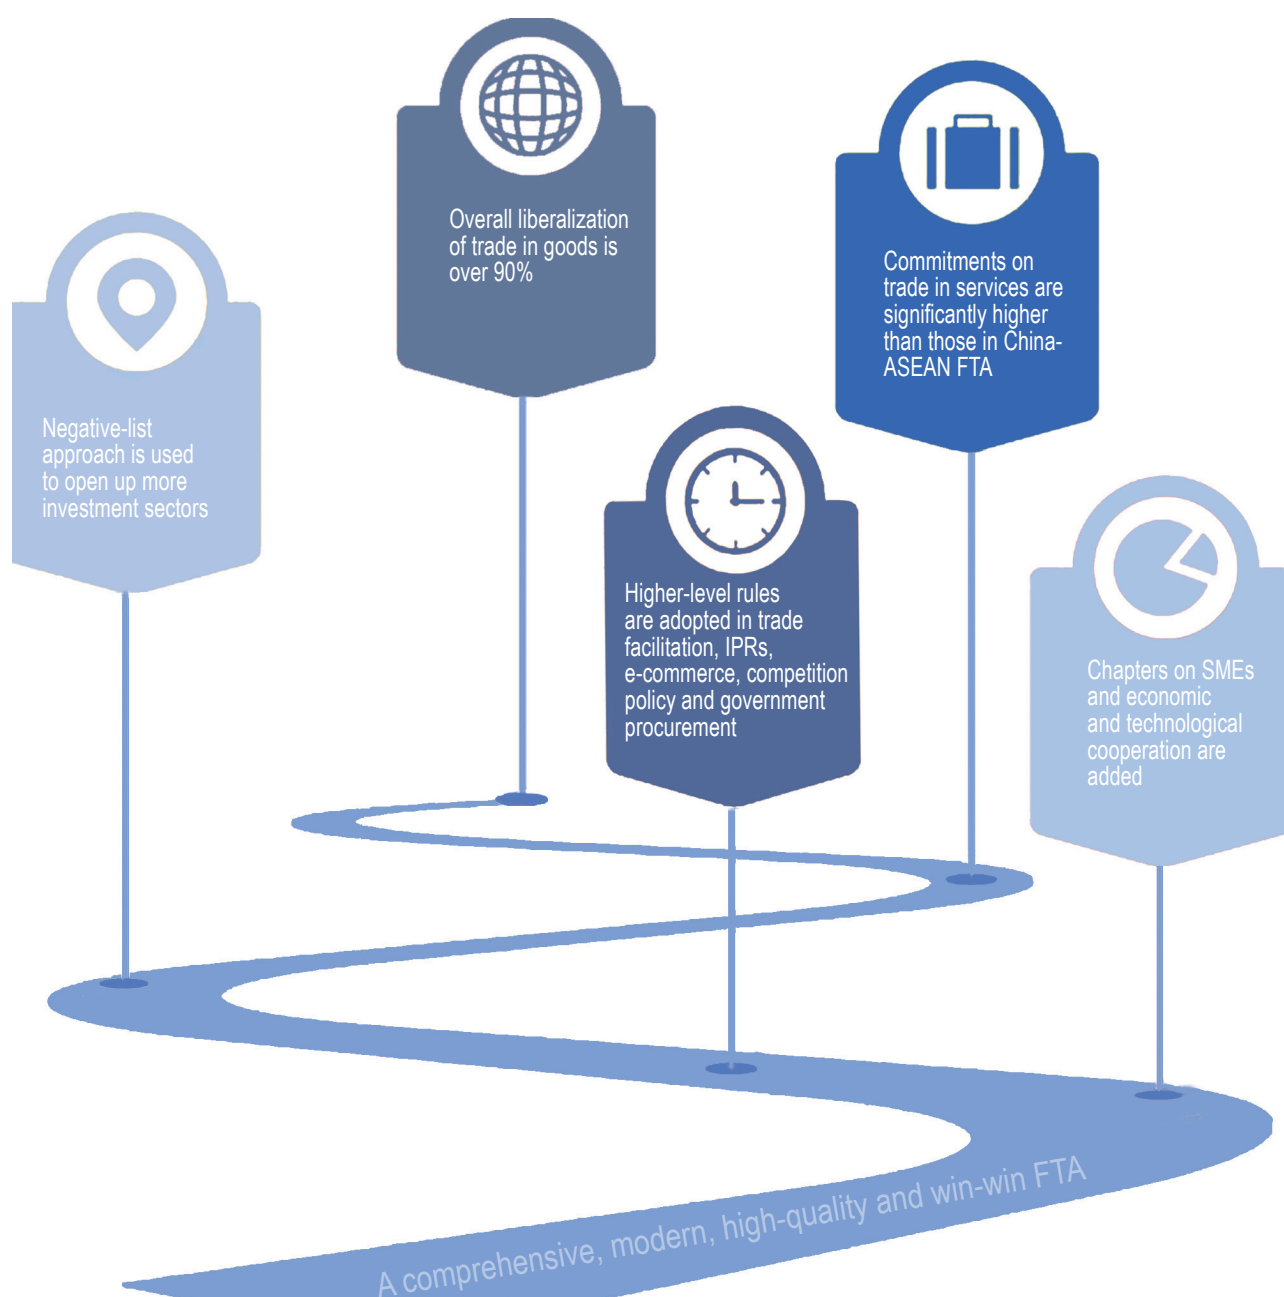 Overall liberalization
of trade in goods is
over 90%
Commitments on
trade in services are
significantly higher
than those in China-
ASEAN FTA
Negative-list
approach is used
to open up more
investment sectors
Higher-level rules
are adopted in trade
facilitation, IPRs,
e-commerce, competition
policy and government
procurement
Chapters on SMEs
and economic
and technological
cooperation are
added
A comprehensive, modern, high-quality and win-win FTA